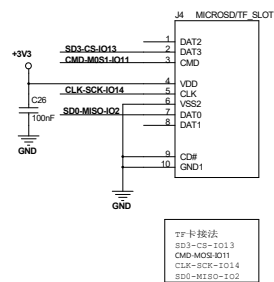 J4 MICROSD/TF_SLOT
+3V3
1 DAT2
SD3-CS-IO13 2 DAT3
CMD-M0S1-IO11 3 CMD
4 VDD
CLK-SCK-IO14 5 CLK
6 VSS2
C26
100nF
SD0-MISO-IO2 7 DAT0
8 DAT1
GND
9 CD#
10 GND1
GND
TF卡接法
SD3-CS-IO13
CMD-MOSI-IO11
CLK-SCK-IO14
SD0-MISO-IO2